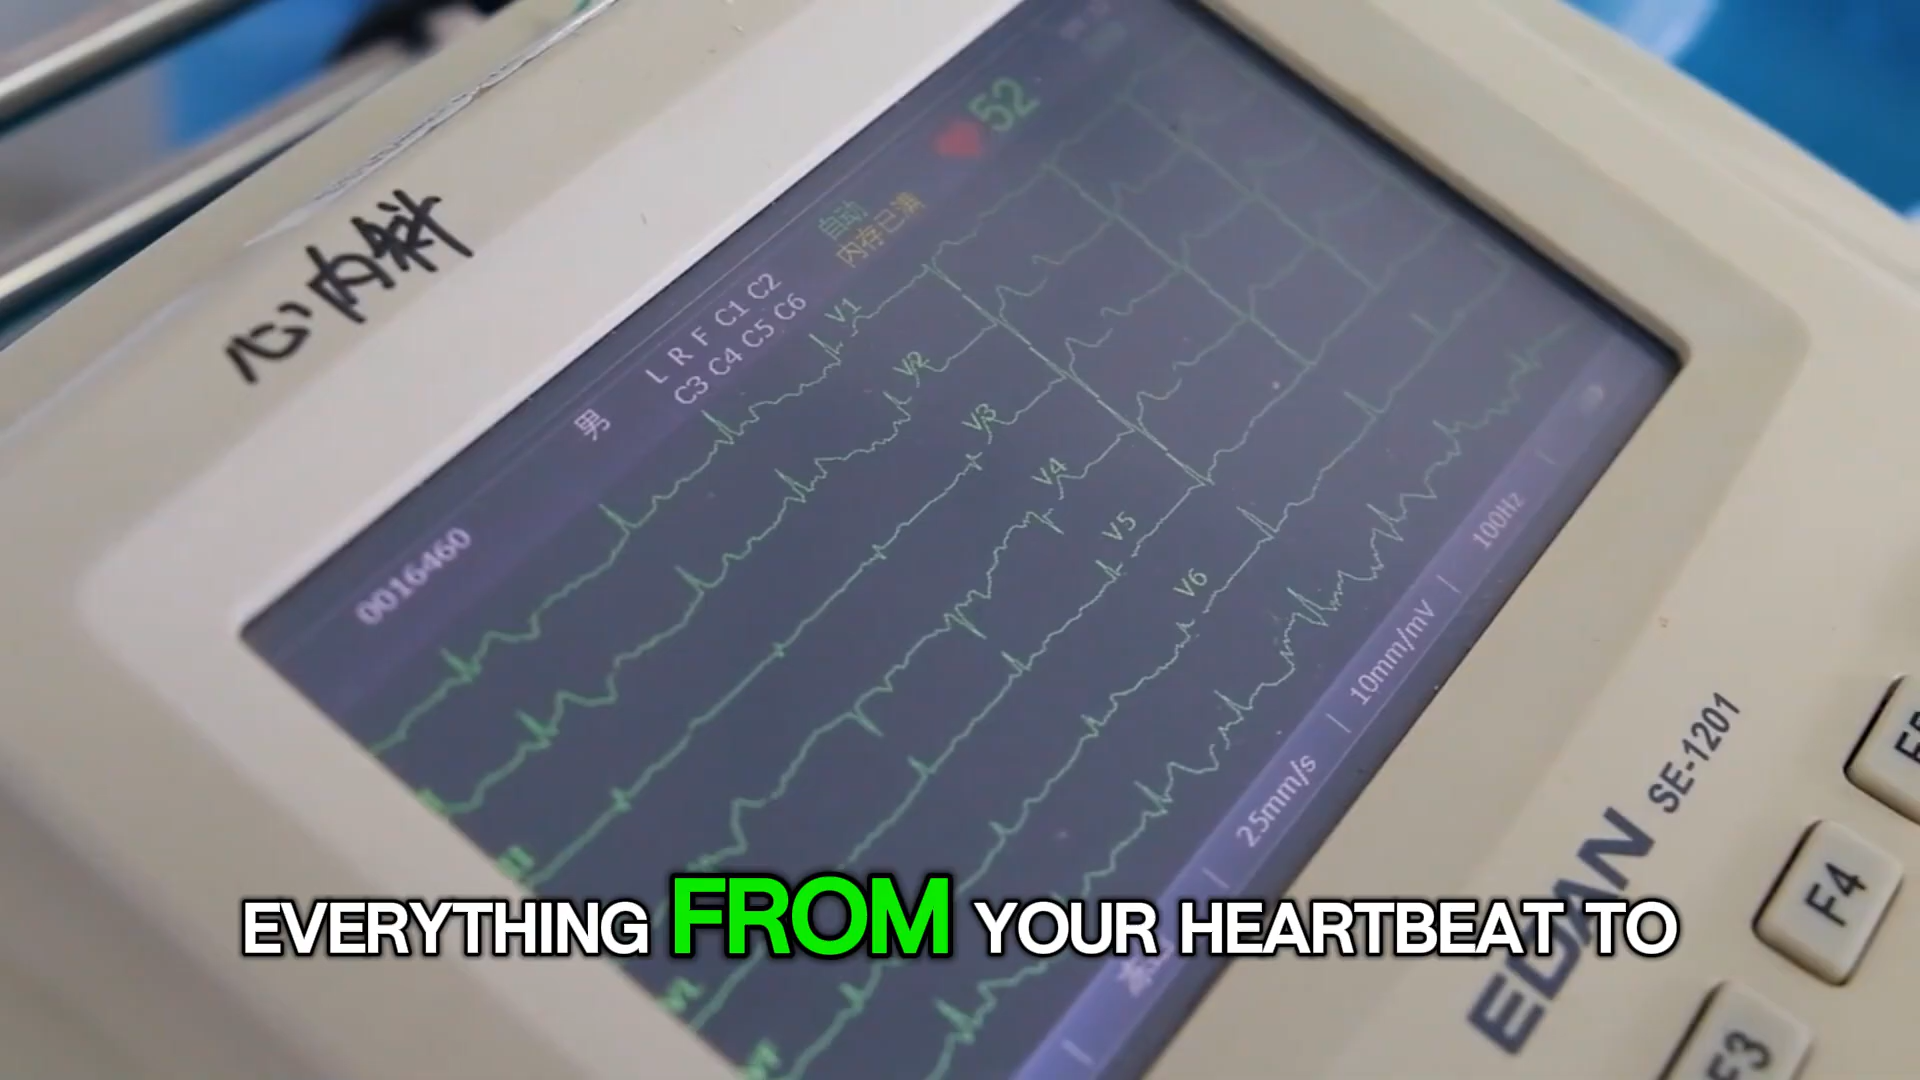 心内科
52
自动
内存已满
L R F C1 C2
C3 C4 C5 C6
男
0016460
V1
V2
V3
V4
V5
V6
25mm/s | 10mm/mV | 100Hz
EDAN SE-1201
F4
F3
EVERYTHING FROM YOUR HEARTBEAT TO